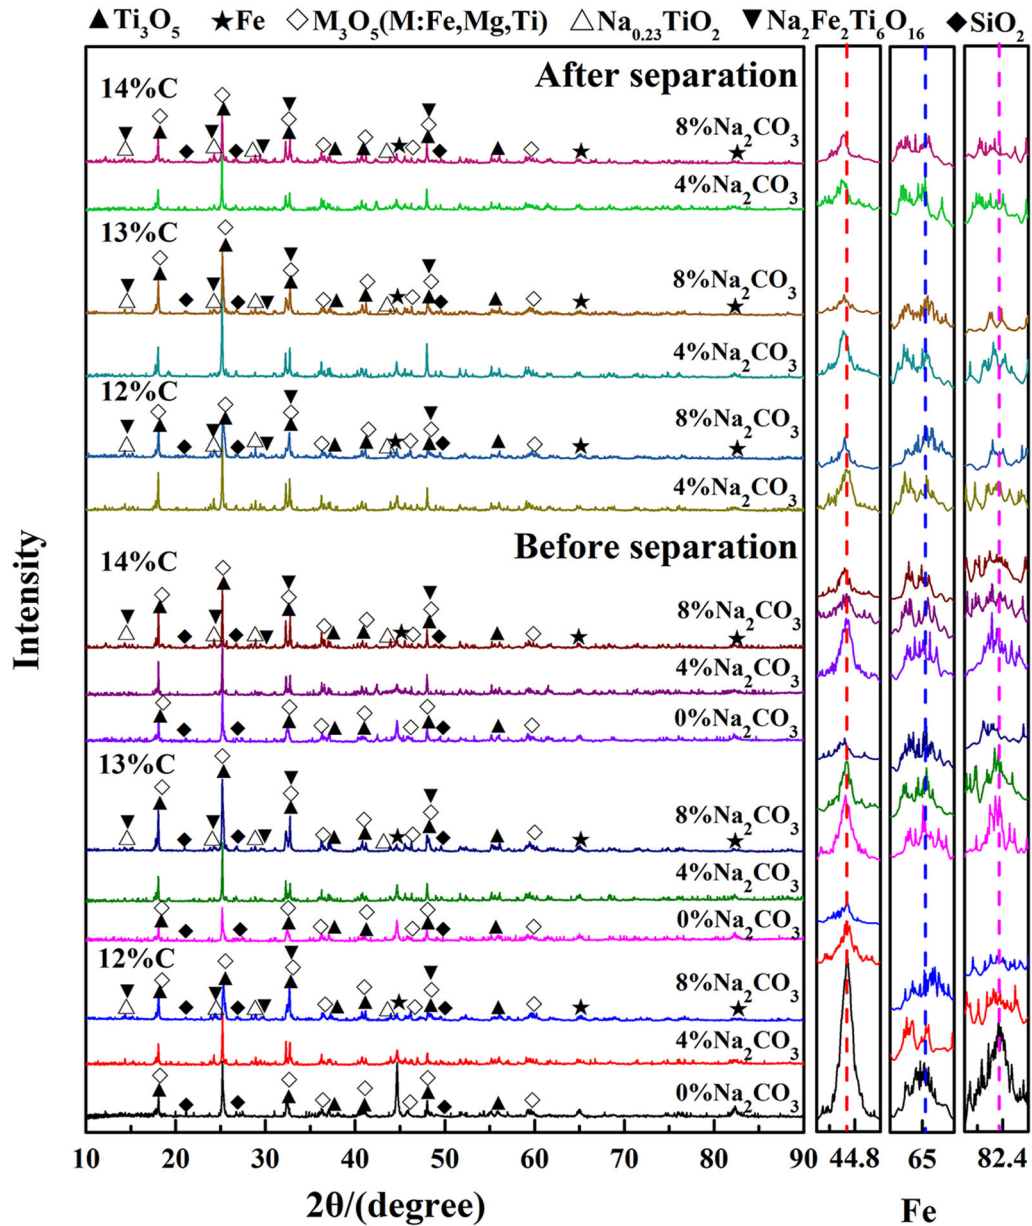 ▲Ti₃O₅ ★Fe ◇M₃O₅(M:Fe,Mg,Ti) △Na₀.₂₃TiO₂ ▼Na₂Fe₂Ti₆O₁₆ ◆SiO₂
After separation
14%C
8%Na₂CO₃
4%Na₂CO₃
13%C
8%Na₂CO₃
4%Na₂CO₃
12%C
8%Na₂CO₃
4%Na₂CO₃
Before separation
14%C
8%Na₂CO₃
4%Na₂CO₃
0%Na₂CO₃
13%C
8%Na₂CO₃
4%Na₂CO₃
0%Na₂CO₃
12%C
8%Na₂CO₃
4%Na₂CO₃
0%Na₂CO₃
Intensity
10 20 30 40 50 60 70 80 90 44.8 65 82.4
2θ/(degree) Fe